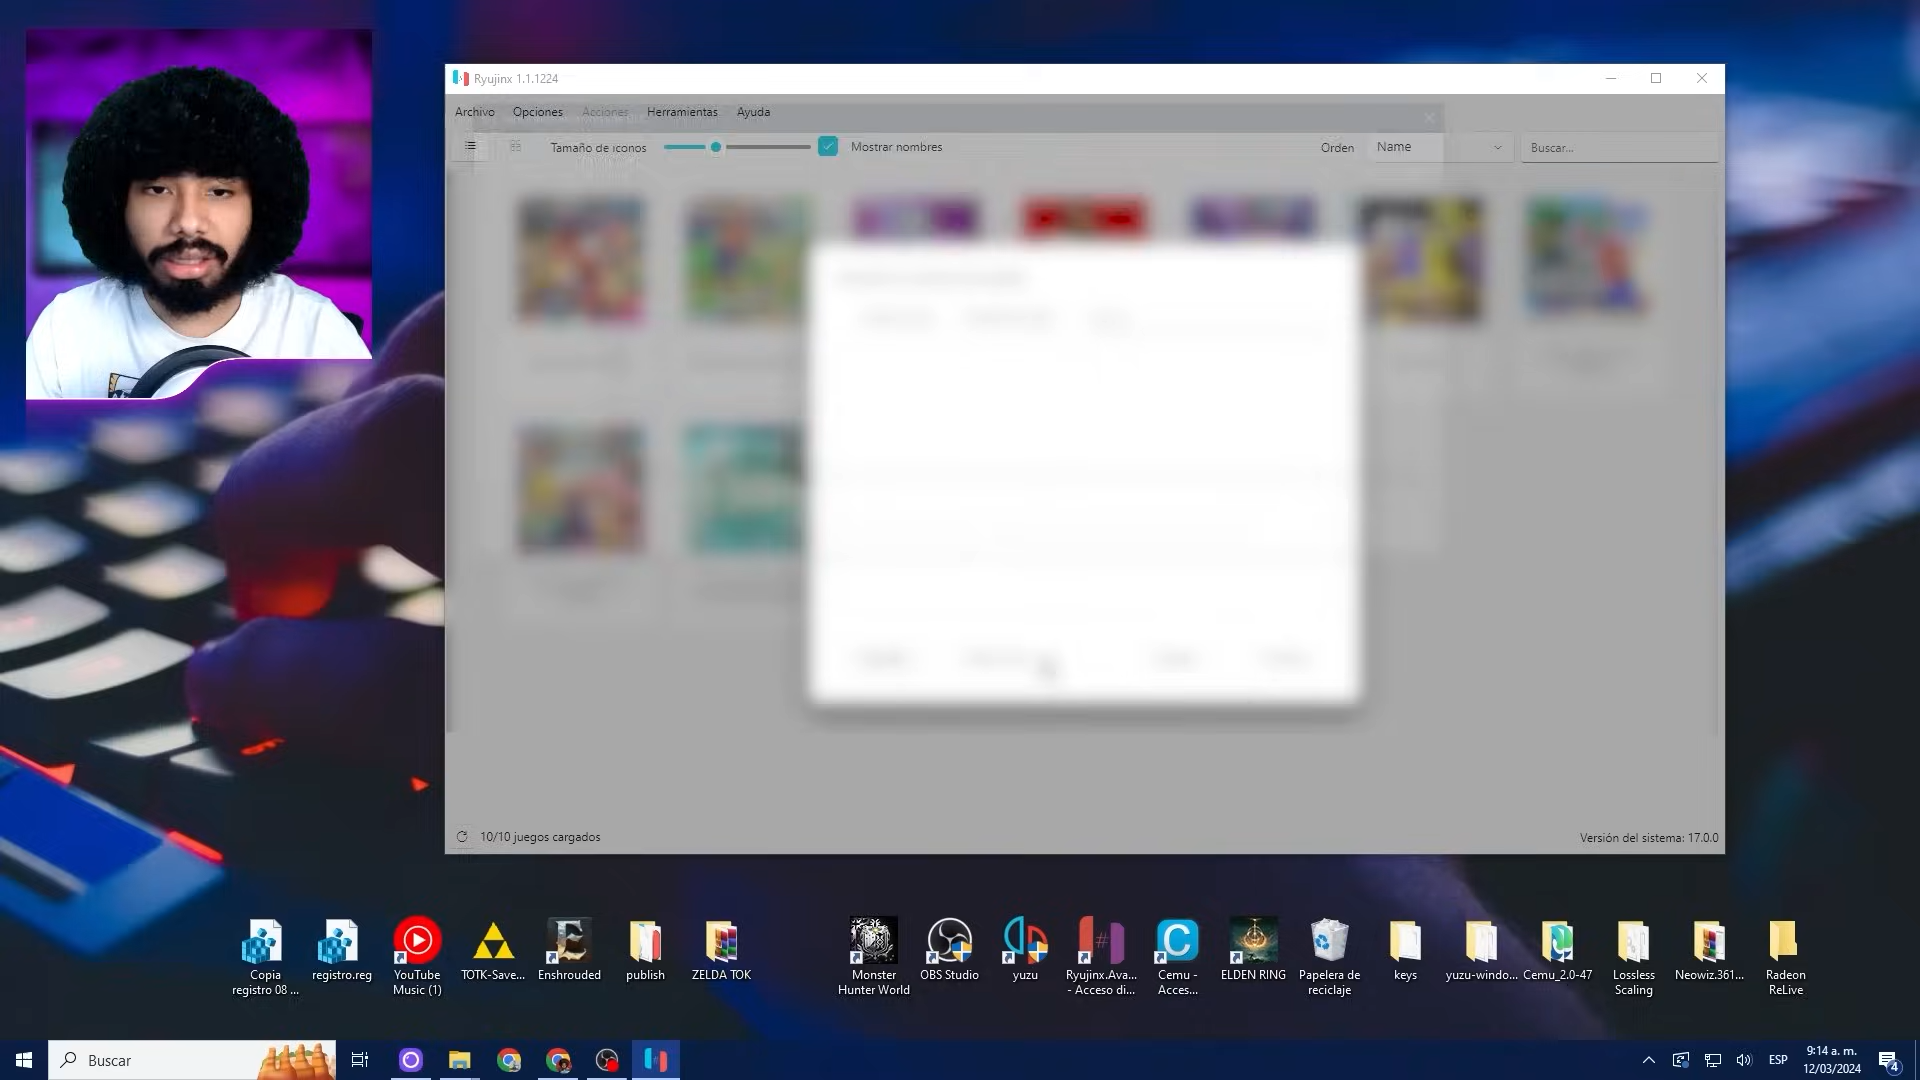 Ryujinx 1.1.1224
Archivo Opciones Acciones Herramientas Ayuda
Tamaño de iconos Mostrar nombres Orden Name Buscar...
10/10 juegos cargados Versión del sistema: 17.0.0
Copia registro 08 ...
registro.reg
YouTube Music (1)
TOTK-Save...
Enshrouded
publish
ZELDA TOK
Monster Hunter World
OBS Studio
yuzu
Ryujinx.Ava... - Acceso di...
Cemu - Acces...
ELDEN RING
Papelera de reciclaje
keys
yuzu-windo...
Cemu_2.0-47
Lossless Scaling
Neowiz.361...
Radeon ReLive
Buscar
ESP
9:14 a. m.
12/03/2024
4